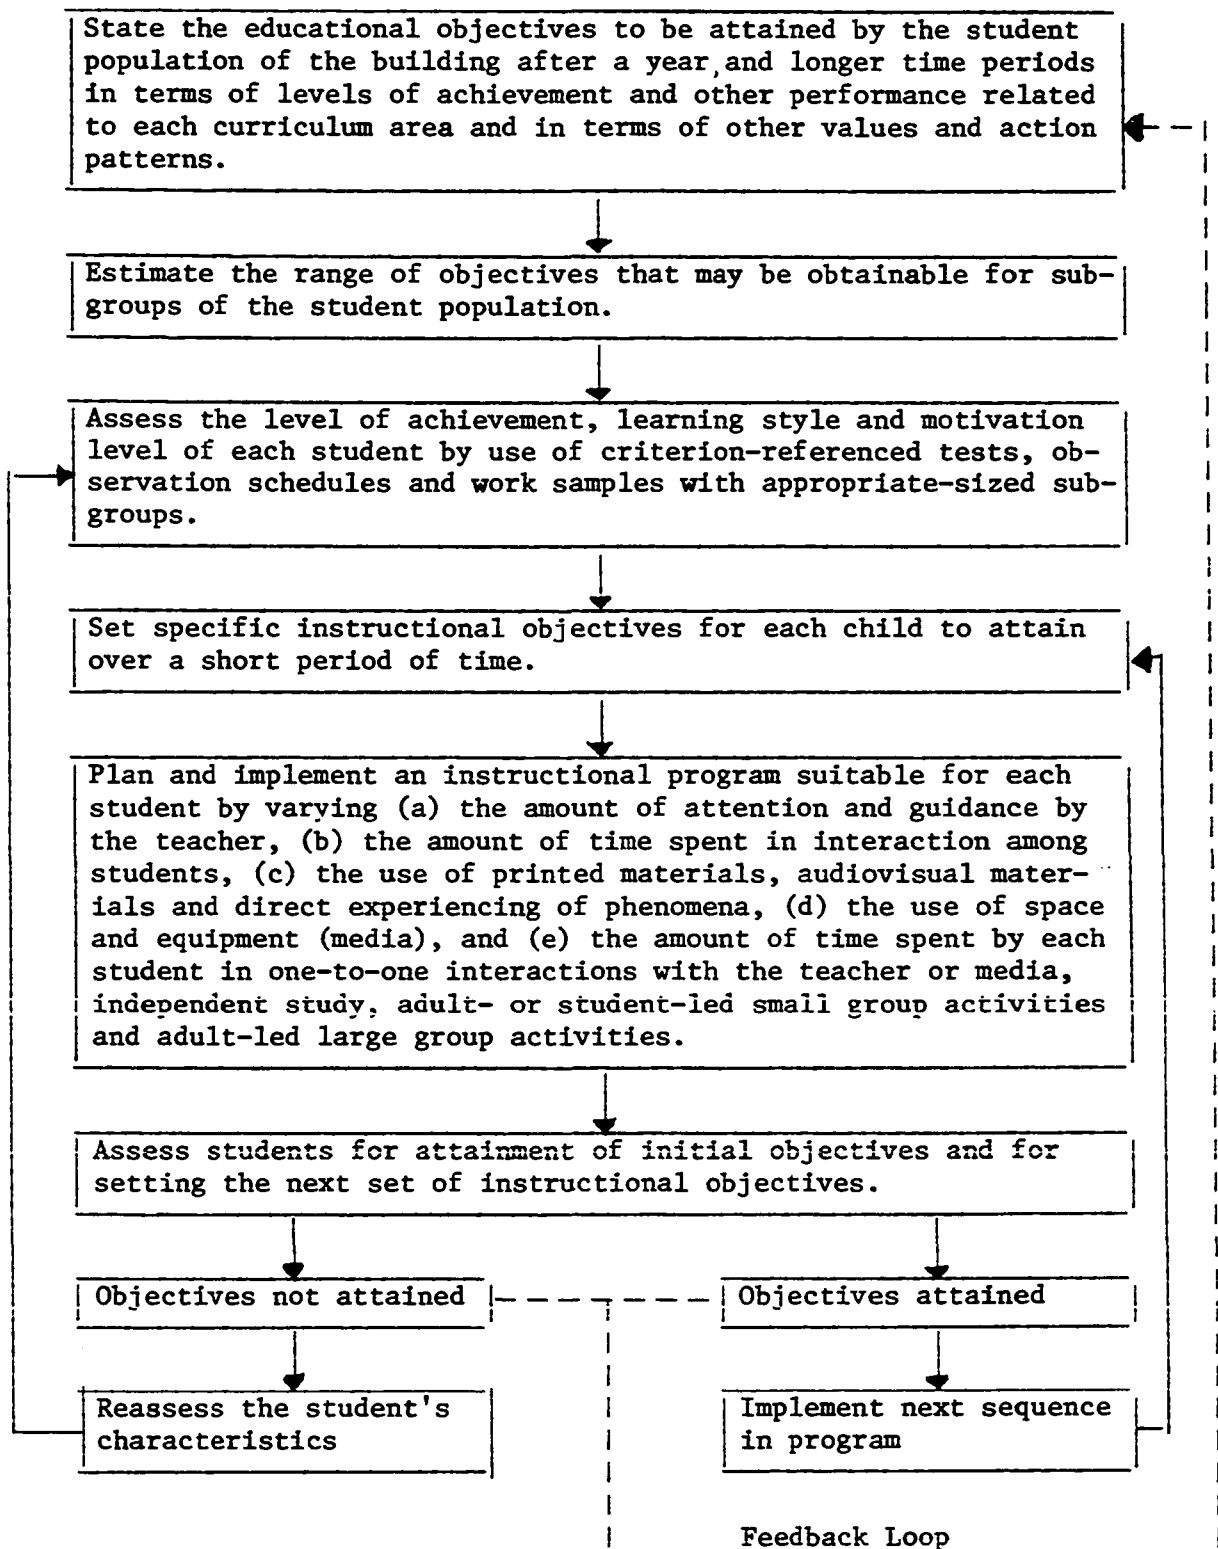 State the educational objectives to be attained by the student
population of the building after a year, and longer time periods
in terms of levels of achievement and other performance related
to each curriculum area and in terms of other values and action
patterns.
Estimate the range of objectives that may be obtainable for sub-
groups of the student population.
Assess the level of achievement, learning style and motivation
level of each student by use of criterion-referenced tests, ob-
servation schedules and work samples with appropriate-sized sub-
groups.
Set specific instructional objectives for each child to attain
over a short period of time.
Plan and implement an instructional program suitable for each
student by varying (a) the amount of attention and guidance by
the teacher, (b) the amount of time spent in interaction among
students, (c) the use of printed materials, audiovisual mater-
ials and direct experiencing of phenomena, (d) the use of space
and equipment (media), and (e) the amount of time spent by each
student in one-to-one interactions with the teacher or media,
independent study, adult- or student-led small group activities
and adult-led large group activities.
Assess students for attainment of initial objectives and for
setting the next set of instructional objectives.
Objectives not attained
Objectives attained
Reassess the student's
characteristics
Implement next sequence
in program
Feedback Loop